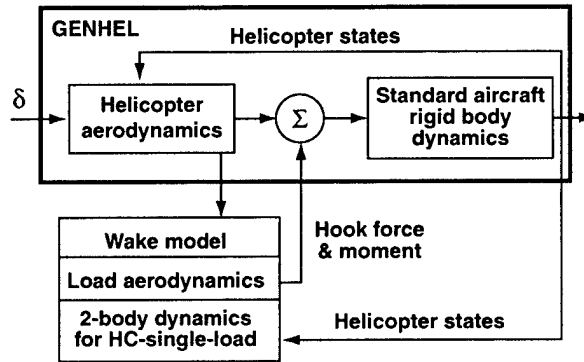 GENHEL
Helicopter states
δ
Helicopter
aerodynamics
Σ
Standard aircraft
rigid body
dynamics
Wake model
Load aerodynamics
2-body dynamics
for HC-single-load
Hook force
& moment
Helicopter states